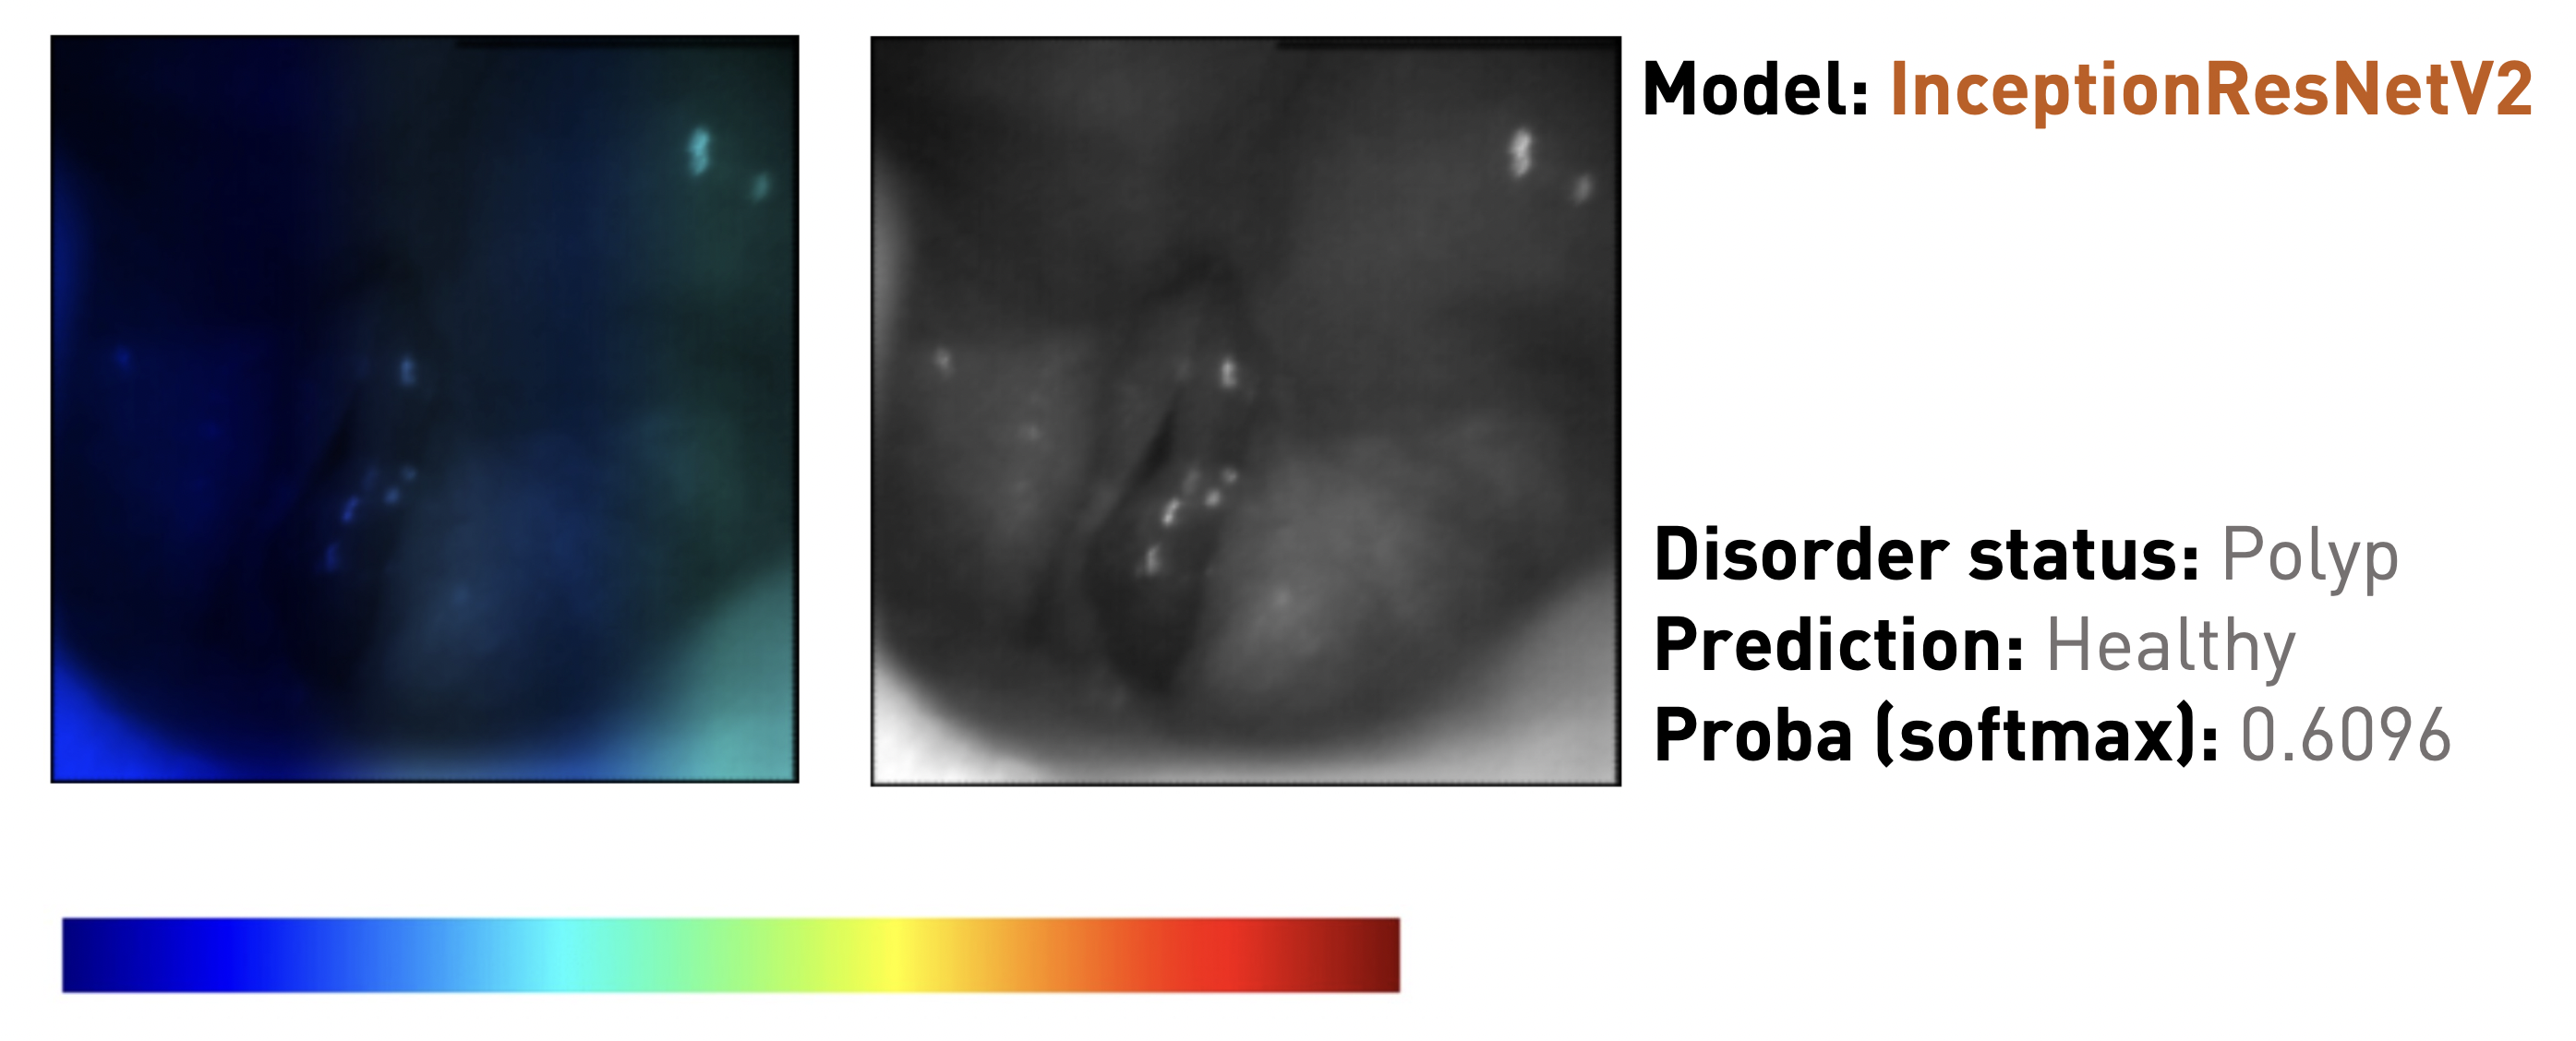 Model: InceptionResNetV2
Disorder status: Polyp
Prediction: Healthy
Proba (softmax): 0.6096